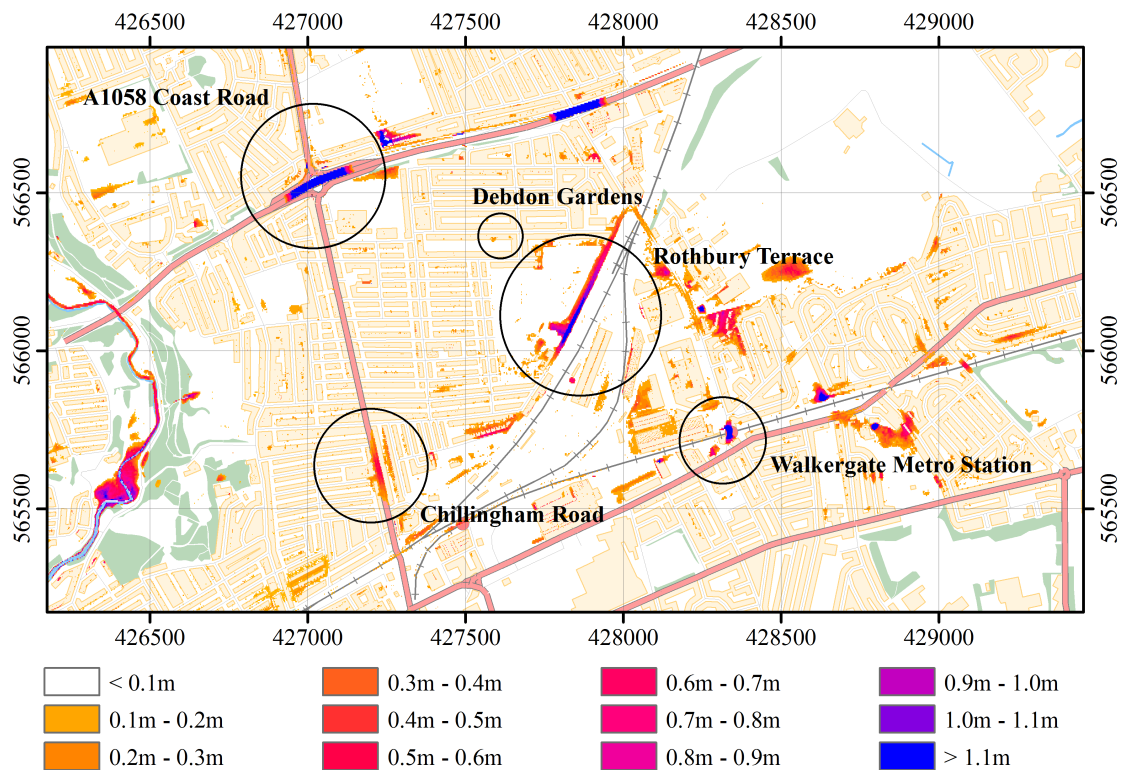 426500 427000 427500 428000 428500 429000
A1058 Coast Road
566500 566500
Debdon Gardens
Rothbury Terrace
566000 566000
Walkergate Metro Station
565500 565500
Chillingham Road
426500 427000 427500 428000 428500 429000
< 0.1m 0.3m - 0.4m 0.6m - 0.7m 0.9m - 1.0m
0.1m - 0.2m 0.4m - 0.5m 0.7m - 0.8m 1.0m - 1.1m
0.2m - 0.3m 0.5m - 0.6m 0.8m - 0.9m > 1.1m